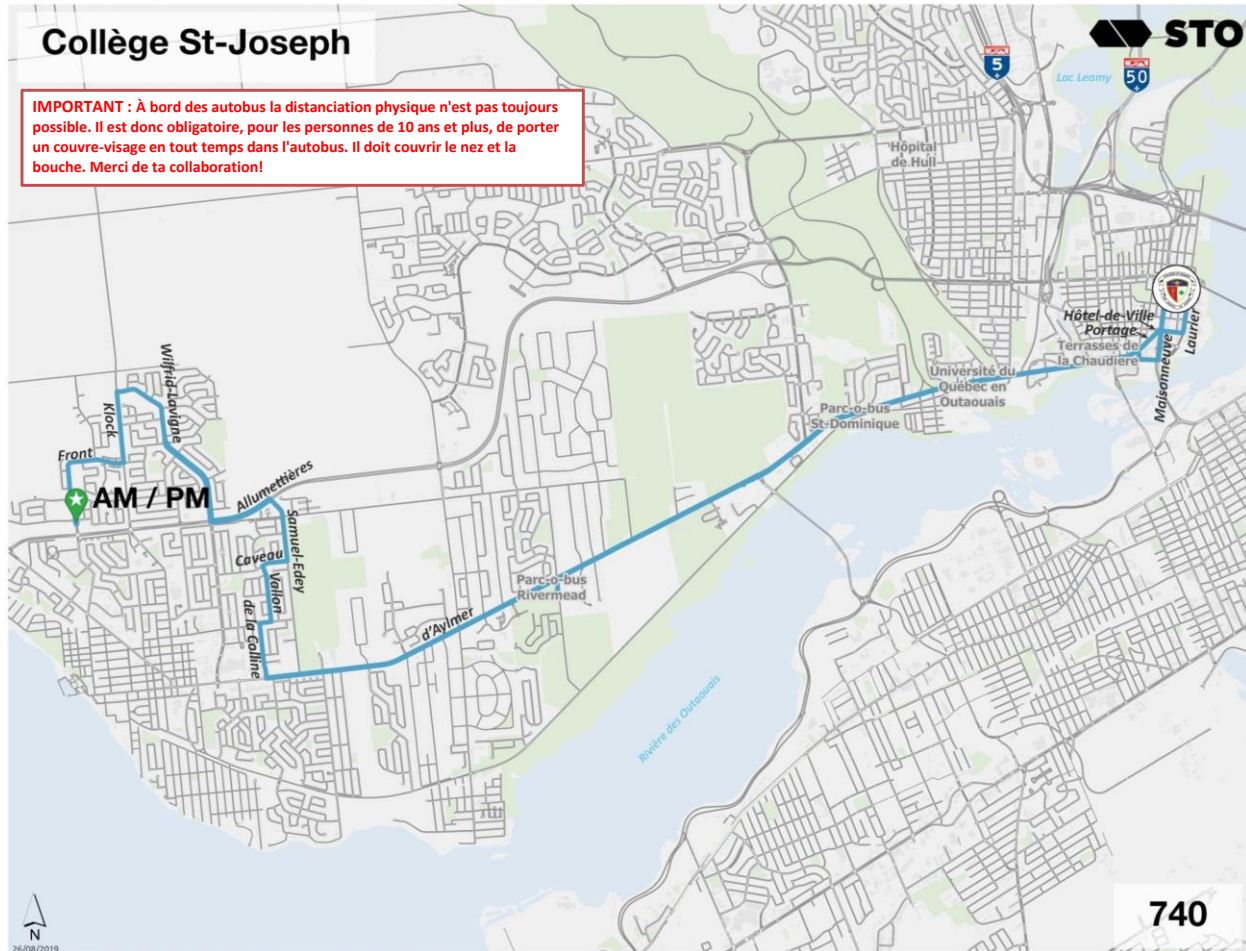 Collège St-Joseph
STO
IMPORTANT : À bord des autobus la distanciation physique n'est pas toujours
possible. Il est donc obligatoire, pour les personnes de 10 ans et plus, de porter
un couvre-visage en tout temps dans l'autobus. Il doit couvrir le nez et la
bouche. Merci de ta collaboration!
5
50
Lac Leamy
Hôpital
de Hull
Hôtel-de-Ville
Portage
Terrasses de
la Chaudière
Maisonneuve
Laurier
Université du
Québec en
Outaouais
Parc-o-bus
St-Dominique
Wilfrid-Lavigne
Klock
Front
AM / PM
Allumettières
Samuel-Edey
Caveau
Vallon
de la Colline
Parc-o-bus
Rivermead
d'Aylmer
Rivière des Outaouais
N
26/08/2019
740